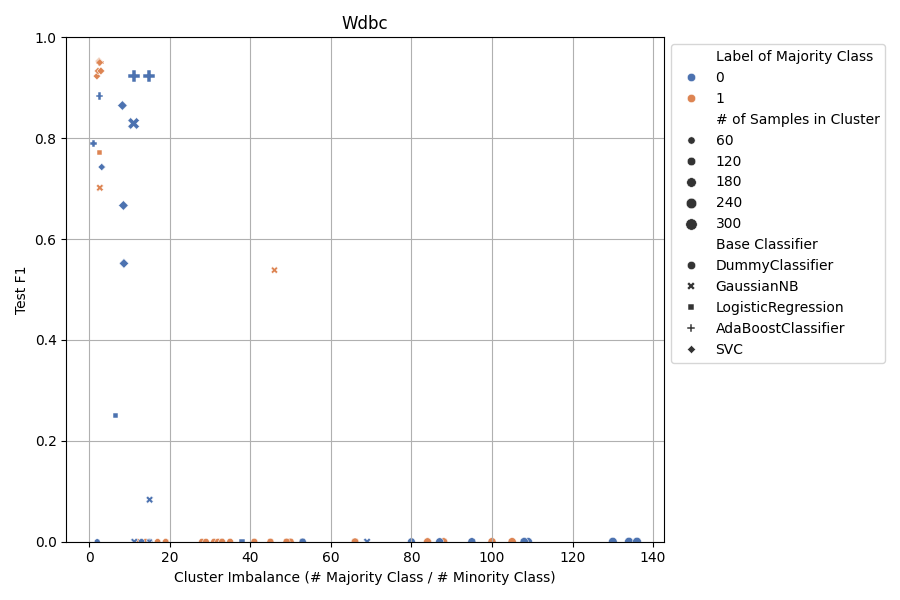 Wdbc
1.0
0.8
0.6
0.4
0.2
0.0
Test F1
0 20 40 60 80 100 120 140
Cluster Imbalance (# Majority Class / # Minority Class)
Label of Majority Class
0
1
# of Samples in Cluster
60
120
180
240
300
Base Classifier
DummyClassifier
GaussianNB
LogisticRegression
AdaBoostClassifier
SVC